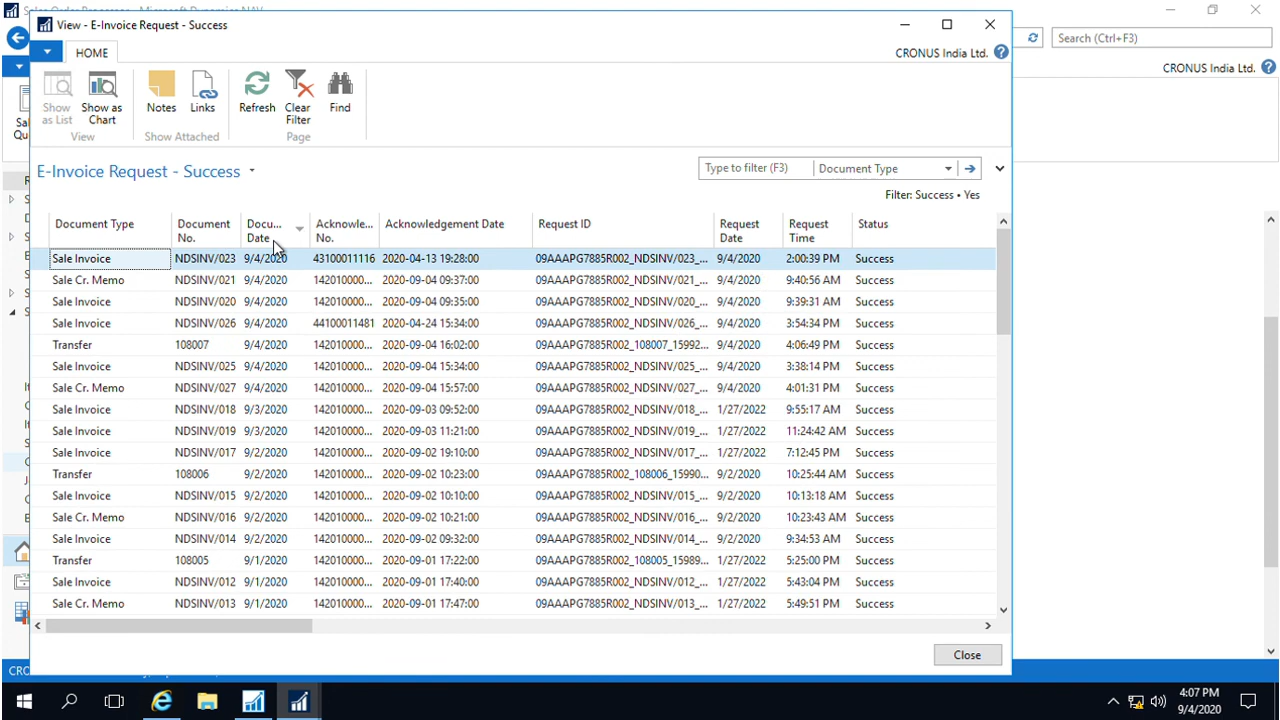 View - E-Invoice Request - Success
HOME
CRONUS India Ltd.
Search (Ctrl+F3)
CRONUS India Ltd.
Show as List
Show as Chart
Notes
Links
Refresh
Clear Filter
Find
View
Show Attached
Page
E-Invoice Request - Success
Type to filter (F3)
Document Type
Filter: Success • Yes
Document Type Document No. Docu... Date Acknowle... No. Acknowledgement Date Request ID Request Date Request Time Status
Sale Invoice NDSINV/023 9/4/2020 43100011116 2020-04-13 19:28:00 09AAAPG7885R002_NDSINV/023_... 9/4/2020 2:00:39 PM Success
Sale Cr. Memo NDSINV/021 9/4/2020 142010000... 2020-09-04 09:37:00 09AAAPG7885R002_NDSINV/021_... 9/4/2020 9:40:56 AM Success
Sale Invoice NDSINV/020 9/4/2020 142010000... 2020-09-04 09:35:00 09AAAPG7885R002_NDSINV/020_... 9/4/2020 9:39:31 AM Success
Sale Invoice NDSINV/026 9/4/2020 44100011481 2020-04-24 15:34:00 09AAAPG7885R002_NDSINV/026_... 9/4/2020 3:54:34 PM Success
Transfer 108007 9/4/2020 142010000... 2020-09-04 16:02:00 09AAAPG7885R002_108007_15992... 9/4/2020 4:06:49 PM Success
Sale Invoice NDSINV/025 9/4/2020 142010000... 2020-09-04 15:34:00 09AAAPG7885R002_NDSINV/025_... 9/4/2020 3:38:14 PM Success
Sale Cr. Memo NDSINV/027 9/4/2020 142010000... 2020-09-04 15:57:00 09AAAPG7885R002_NDSINV/027_... 9/4/2020 4:01:31 PM Success
Sale Invoice NDSINV/018 9/3/2020 142010000... 2020-09-03 09:52:00 09AAAPG7885R002_NDSINV/018_... 1/27/2022 9:55:17 AM Success
Sale Invoice NDSINV/019 9/3/2020 142010000... 2020-09-03 11:21:00 09AAAPG7885R002_NDSINV/019_... 1/27/2022 11:24:42 AM Success
Sale Invoice NDSINV/017 9/2/2020 142010000... 2020-09-02 19:10:00 09AAAPG7885R002_NDSINV/017_... 1/27/2022 7:12:45 PM Success
Transfer 108006 9/2/2020 142010000... 2020-09-02 10:23:00 09AAAPG7885R002_108006_15990... 9/2/2020 10:25:44 AM Success
Sale Invoice NDSINV/015 9/2/2020 142010000... 2020-09-02 10:10:00 09AAAPG7885R002_NDSINV/015_... 9/2/2020 10:13:18 AM Success
Sale Cr. Memo NDSINV/016 9/2/2020 142010000... 2020-09-02 10:21:00 09AAAPG7885R002_NDSINV/016_... 9/2/2020 10:23:43 AM Success
Sale Invoice NDSINV/014 9/2/2020 142010000... 2020-09-02 09:32:00 09AAAPG7885R002_NDSINV/014_... 9/2/2020 9:34:53 AM Success
Transfer 108005 9/1/2020 142010000... 2020-09-01 17:22:00 09AAAPG7885R002_108005_15989... 1/27/2022 5:25:00 PM Success
Sale Invoice NDSINV/012 9/1/2020 142010000... 2020-09-01 17:40:00 09AAAPG7885R002_NDSINV/012_... 1/27/2022 5:43:04 PM Success
Sale Cr. Memo NDSINV/013 9/1/2020 142010000... 2020-09-01 17:47:00 09AAAPG7885R002_NDSINV/013_... 1/27/2022 5:49:51 PM Success
Close
4:07 PM
9/4/2020